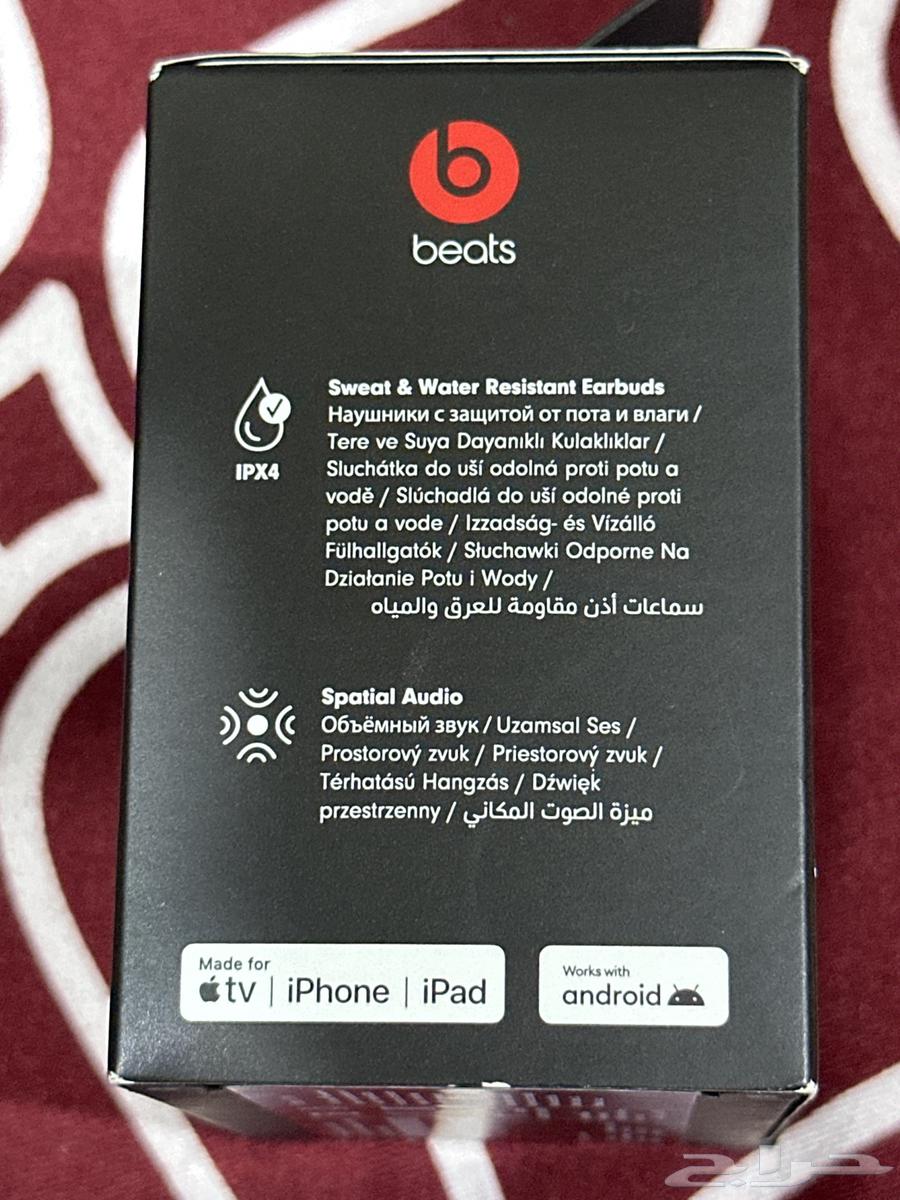 beats
Sweat & Water Resistant Earbuds
Наушники с защитой от пота и влаги /
Tere ve Suya Dayanıklı Kulaklıklar /
Sluchátka do uší odolná proti potu a
vodě / Slúchadlá do uší odolné proti
potu a vode / Izzadság- és Vízálló
Fülhallgatók / Słuchawki Odporne Na
Działanie Potu i Wody /
سماعات أذن مقاومة للعرق والمياه
IPX4
Spatial Audio
Объёмный звук / Uzamsal Ses /
Prostorový zvuk / Priestorový zvuk /
Térhatású Hangzás / Dźwięk
przestrzenny / ميزة الصوت المكاني
Made for
tv | iPhone | iPad
Works with
android
حراج